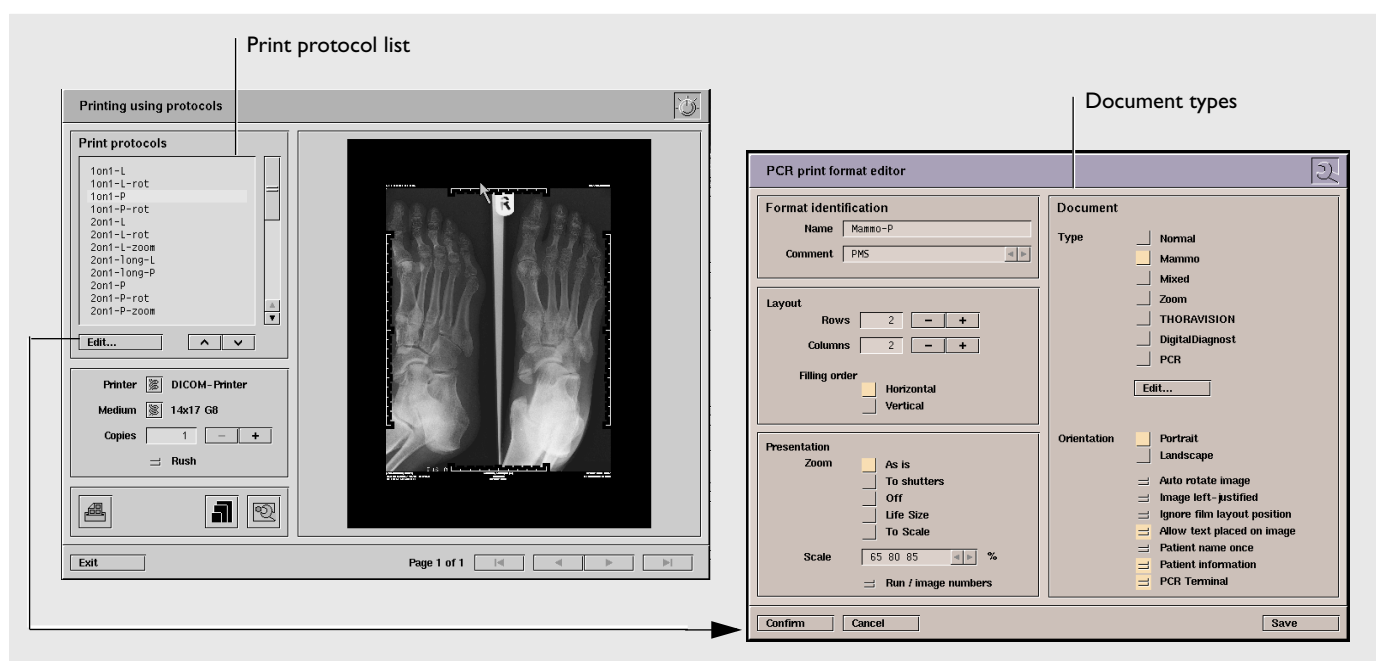 Print protocol list
Document types
Printing using protocols
Print protocols
1on1-L
1on1-L-rot
1on1-P
1on1-P-rot
2on1-L
2on1-L-rot
2on1-L-zoom
2on1-long-L
2on1-long-P
2on1-P
2on1-P-rot
2on1-P-zoom
Edit...
Printer DICOM-Printer
Medium 14x17 G8
Copies 1 - +
Rush
R
Exit
Page 1 of 1
PCR print format editor
Format identification
Name Mammo-P
Comment PMS
Layout
Rows 2 - +
Columns 2 - +
Filling order
Horizontal
Vertical
Presentation
Zoom As is
To shutters
Off
Life Size
To Scale
Scale 65 80 85 %
Run / image numbers
Document
Type Normal
Mammo
Mixed
Zoom
THORAVISION
DigitalDiagnost
PCR
Edit...
Orientation Portrait
Landscape
Auto rotate image
Image left-justified
Ignore film layout position
Allow text placed on image
Patient name once
Patient information
PCR Terminal
Confirm Cancel Save